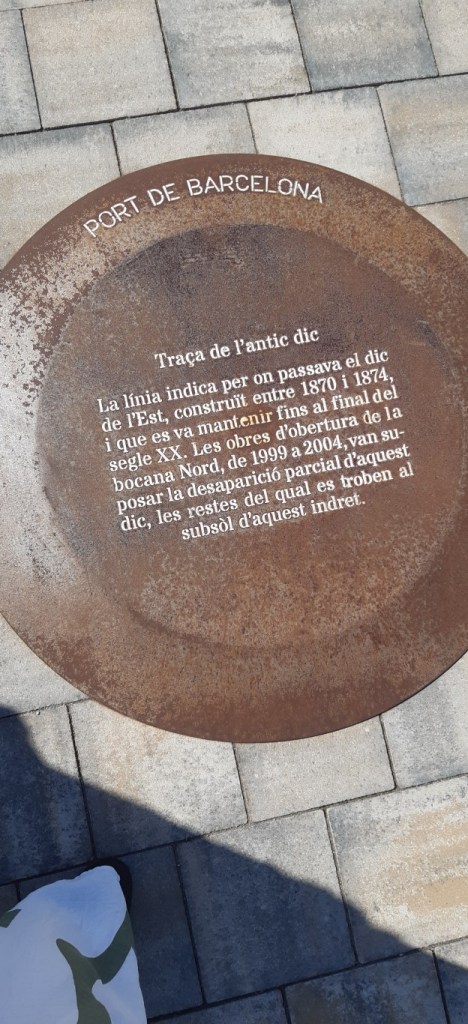 PORT DE BARCELONA
Traça de l'antic dic
La línia indica per on passava el dic
de l'Est, construït entre 1870 i 1874,
i que es va mantenir fins al final del
segle XX. Les obres d'obertura de la
bocana Nord, de 1999 a 2004, van su-
posar la desaparició parcial d'aquest
dic, les restes del qual es troben al
subsòl d'aquest indret.